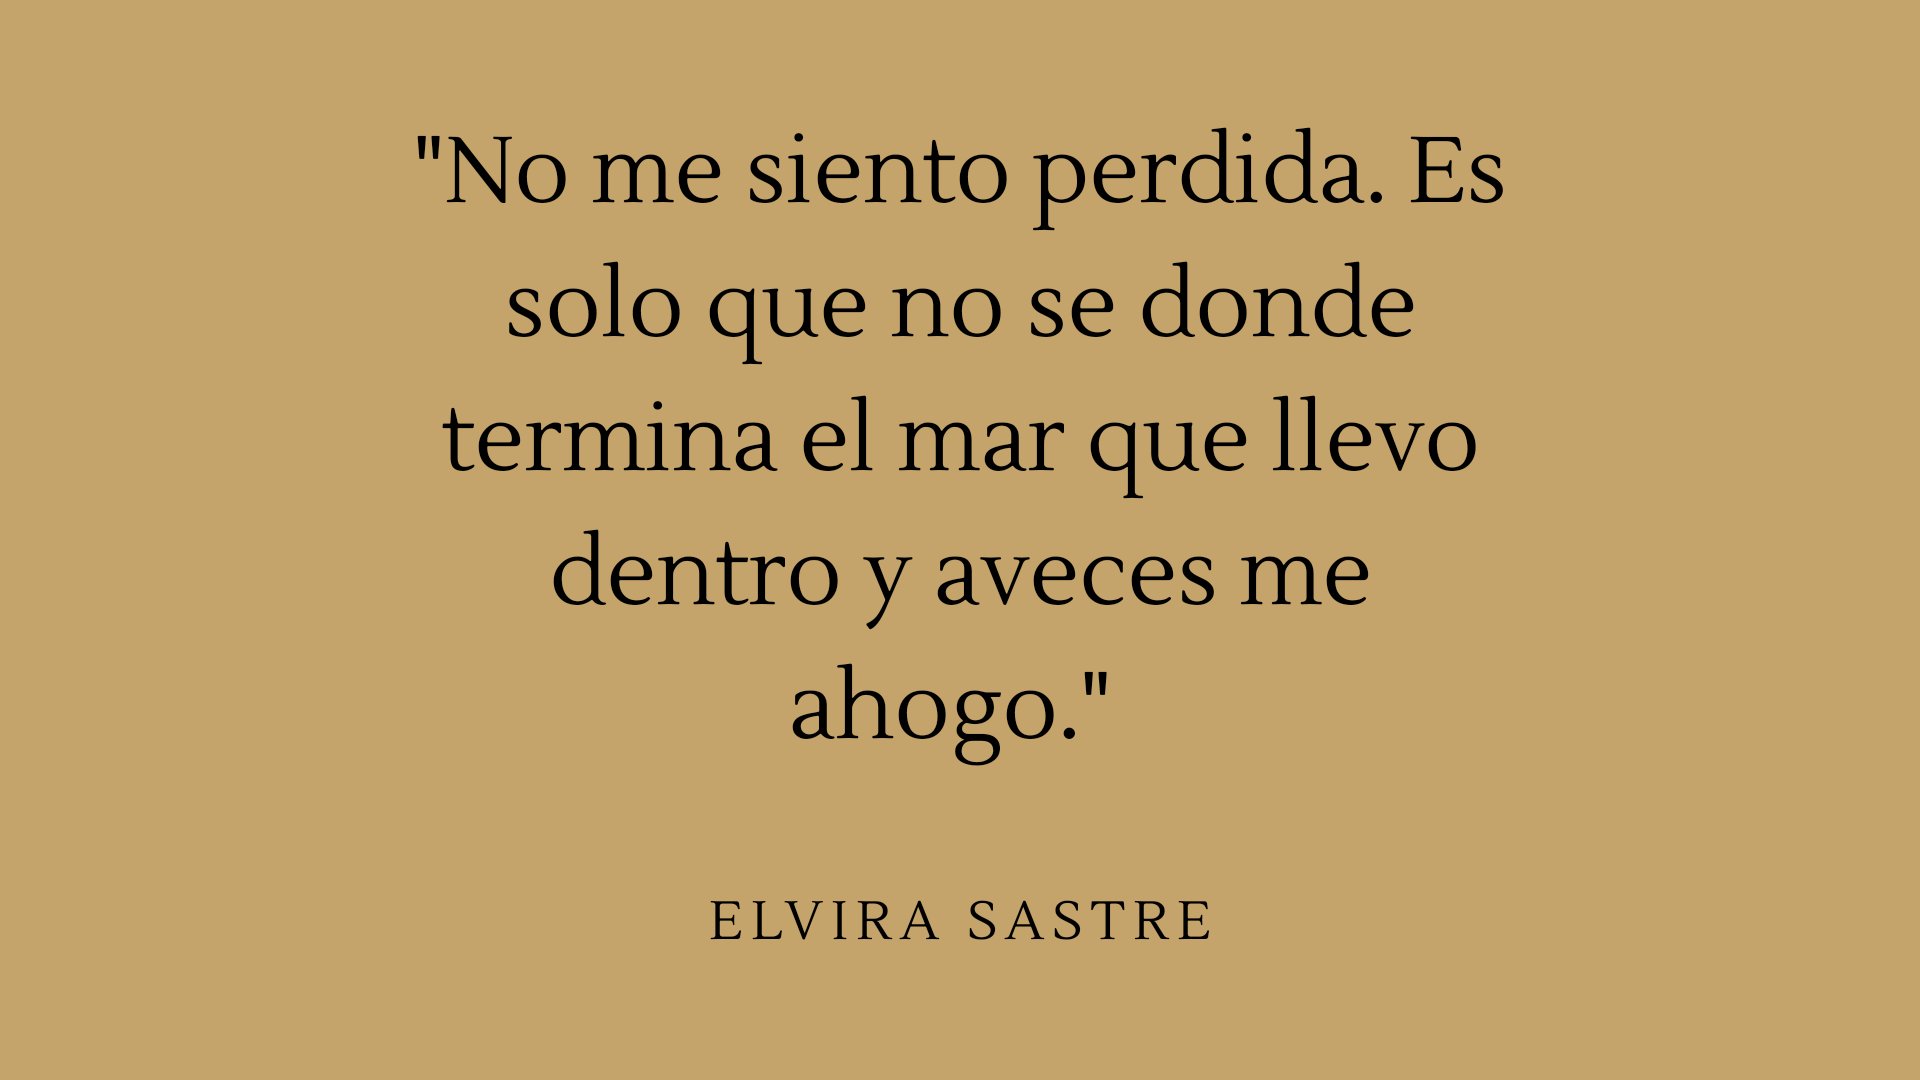 "No me siento perdida. Es
solo que no se donde
termina el mar que llevo
dentro y aveces me
ahogo."
ELVIRA SASTRE